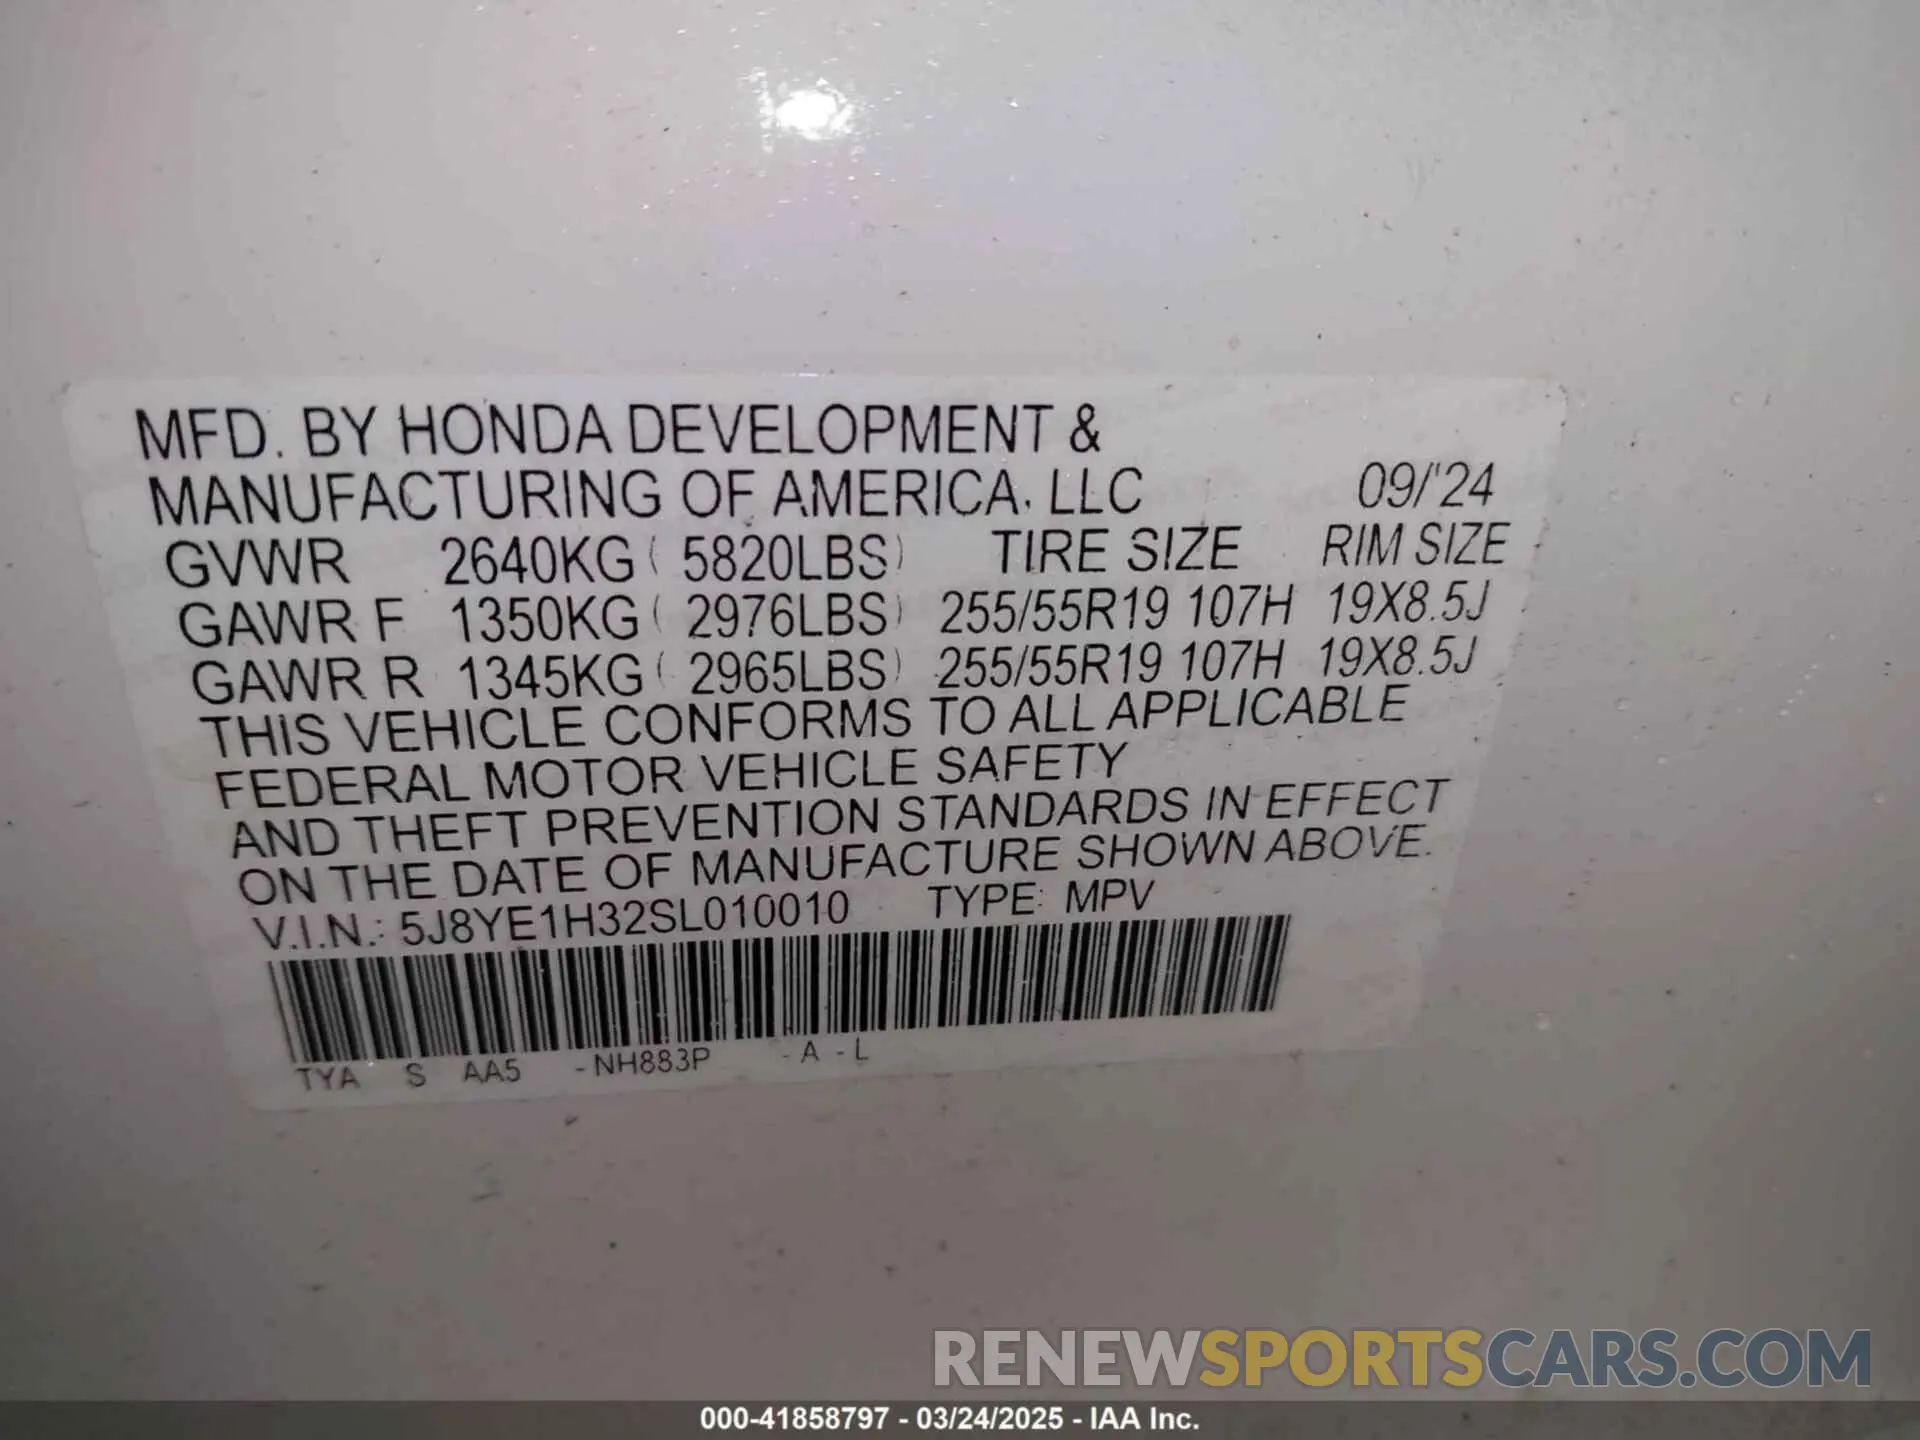 MFD. BY HONDA DEVELOPMENT &
MANUFACTURING OF AMERICA, LLC 09/'24
GVWR 2640KG ( 5820LBS) TIRE SIZE RIM SIZE
GAWR F 1350KG ( 2976LBS) 255/55R19 107H 19X8.5J
GAWR R 1345KG ( 2965LBS) 255/55R19 107H 19X8.5J
THIS VEHICLE CONFORMS TO ALL APPLICABLE
FEDERAL MOTOR VEHICLE SAFETY
AND THEFT PREVENTION STANDARDS IN EFFECT
ON THE DATE OF MANUFACTURE SHOWN ABOVE.
V.I.N.: 5J8YE1H32SL010010 TYPE: MPV
TYA S AA5 -NH883P - A - L
RENEWSPORTSCARS.COM
000-41858797 - 03/24/2025 - IAA Inc.